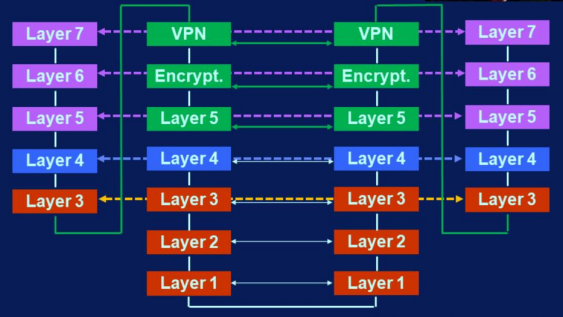 Layer 7 VPN VPN Layer 7
Layer 6 Encrypt. Encrypt. Layer 6
Layer 5 Layer 5 Layer 5 Layer 5
Layer 4 Layer 4 Layer 4 Layer 4
Layer 3 Layer 3 Layer 3 Layer 3
Layer 2 Layer 2
Layer 1 Layer 1